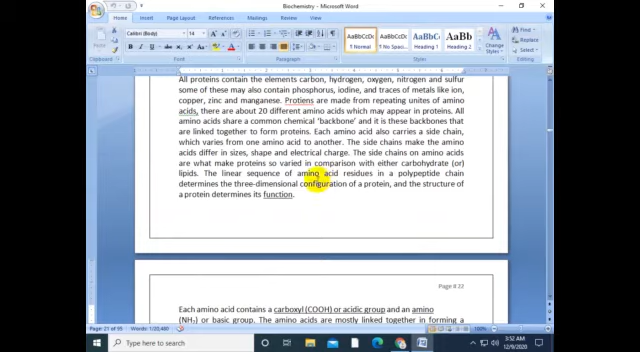 Biochemistry - Microsoft Word
Home Insert Page Layout References Mailings Review View
Calibri (Body) 14
Paste
AaBbCcDc AaBbCcDc AaBbC AaBbCc
¶ Normal ¶ No Spac... Heading 1 Heading 2
Change Styles
Find
Replace
Select
Clipboard Font Paragraph Styles Editing
All proteins contain the elements carbon, hydrogen, oxygen, nitrogen and sulfur
some of these may also contain phosphorus, iodine, and traces of metals like ion,
copper, zinc and manganese. Protiens are made from repeating unites of amino
acids, there are about 20 different amino acids which may appear in proteins. All
amino acids share a common chemical ‘backbone’ and it is these backbones that
are linked together to form proteins. Each amino acid also carries a side chain,
which varies from one amino acid to another. The side chains make the amino
acids differ in sizes, shape and electrical charge. The side chains on amino acids
are what make proteins so varied in comparison with either carbohydrate (or)
lipids. The linear sequence of amino acid residues in a polypeptide chain
determines the three-dimensional configuration of a protein, and the structure of
a protein determines its function.
Page # 22
Each amino acid contains a carboxyl (COOH) or acidic group and an amino
(NH₂) or basic group. The amino acids are mostly linked together in forming a
Page: 21 of 95 Words: 1/20,480 100%
Type here to search
3:52 AM
12/9/2020